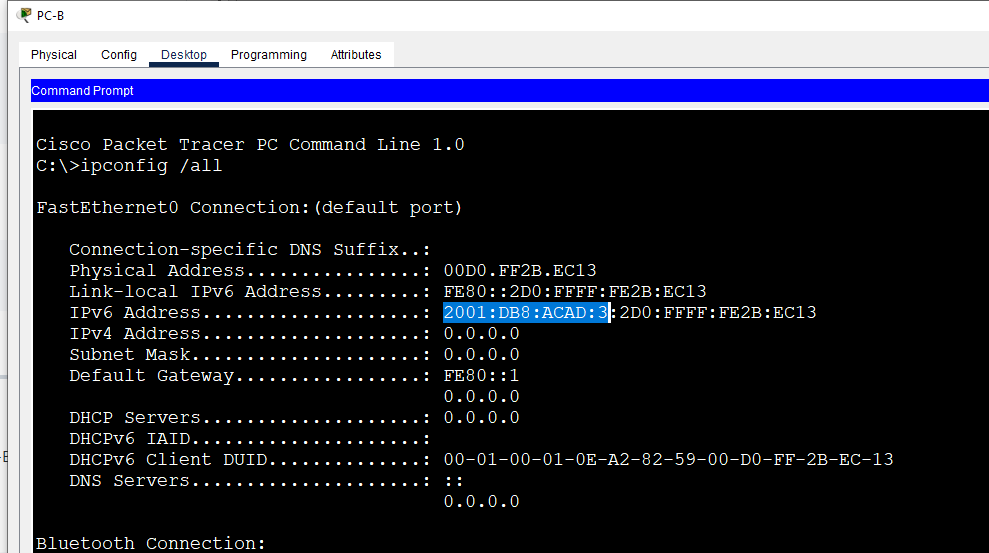 PC-B
Physical Config Desktop Programming Attributes
Command Prompt
Cisco Packet Tracer PC Command Line 1.0
C:\>ipconfig /all
FastEthernet0 Connection:(default port)
Connection-specific DNS Suffix..:
Physical Address................: 00D0.FF2B.EC13
Link-local IPv6 Address.........: FE80::2D0:FFFF:FE2B:EC13
IPv6 Address....................: 2001:DB8:ACAD:3:2D0:FFFF:FE2B:EC13
IPv4 Address....................: 0.0.0.0
Subnet Mask.....................: 0.0.0.0
Default Gateway.................: FE80::1
0.0.0.0
DHCP Servers....................: 0.0.0.0
DHCPv6 IAID.....................:
DHCPv6 Client DUID..............: 00-01-00-01-0E-A2-82-59-00-D0-FF-2B-EC-13
DNS Servers.....................: ::
0.0.0.0
Bluetooth Connection: